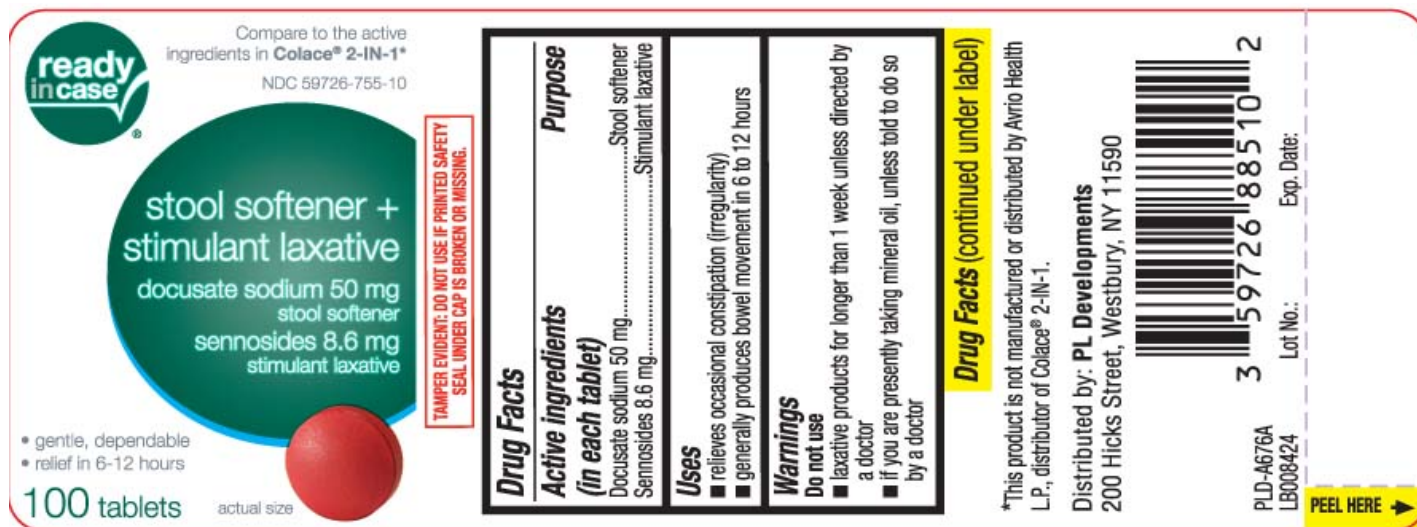 ready
in case
®
Compare to the active
ingredients in Colace® 2-IN-1*
NDC 59726-755-10
stool softener +
stimulant laxative
docusate sodium 50 mg
stool softener
sennosides 8.6 mg
stimulant laxative
• gentle, dependable
• relief in 6-12 hours
100 tablets
actual size
TAMPER EVIDENT: DO NOT USE IF PRINTED SAFETY
SEAL UNDER CAP IS BROKEN OR MISSING.
Drug Facts
Active ingredients Purpose
(in each tablet)
Docusate sodium 50 mg..........Stool softener
Sennosides 8.6 mg..........Stimulant laxative
Uses
■ relieves occasional constipation (irregularity)
■ generally produces bowel movement in 6 to 12 hours
Warnings
Do not use
■ laxative products for longer than 1 week unless directed by
a doctor
■ if you are presently taking mineral oil, unless told to do so
by a doctor
Drug Facts (continued under label)
*This product is not manufactured or distributed by Avrio Health
L.P., distributor of Colace® 2-IN-1.
Distributed by: PL Developments
200 Hicks Street, Westbury, NY 11590
3 59726 88510 2
PLD-A676A
LB008424
Lot No.: Exp. Date:
PEEL HERE